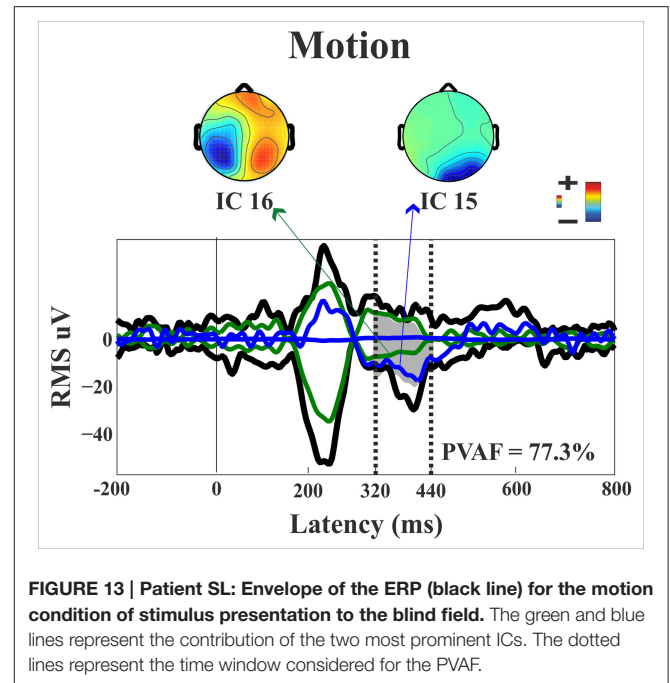 Motion
IC 16 IC 15
+
−
RMS uV
0
−20
−40
PVAF = 77.3%
-200 0 200 320 440 600 800
Latency (ms)
FIGURE 13 | Patient SL: Envelope of the ERP (black line) for the motion
condition of stimulus presentation to the blind field. The green and blue
lines represent the contribution of the two most prominent ICs. The dotted
lines represent the time window considered for the PVAF.